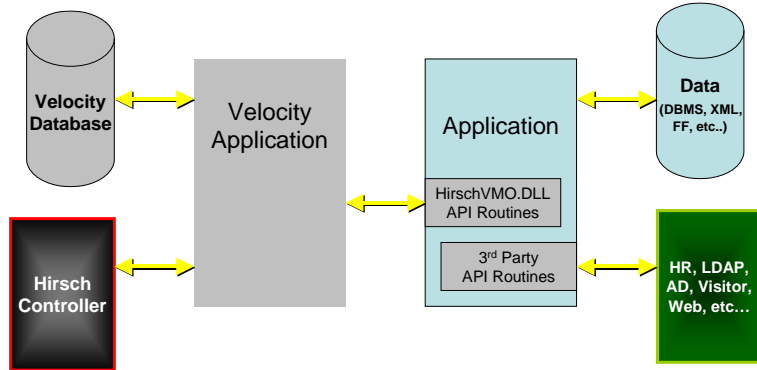 Velocity
Database
Velocity
Application
Application
Data
(DBMS, XML,
FF, etc..)
HirschVMO.DLL
API Routines
3rd Party
API Routines
Hirsch
Controller
HR, LDAP,
AD, Visitor,
Web, etc…